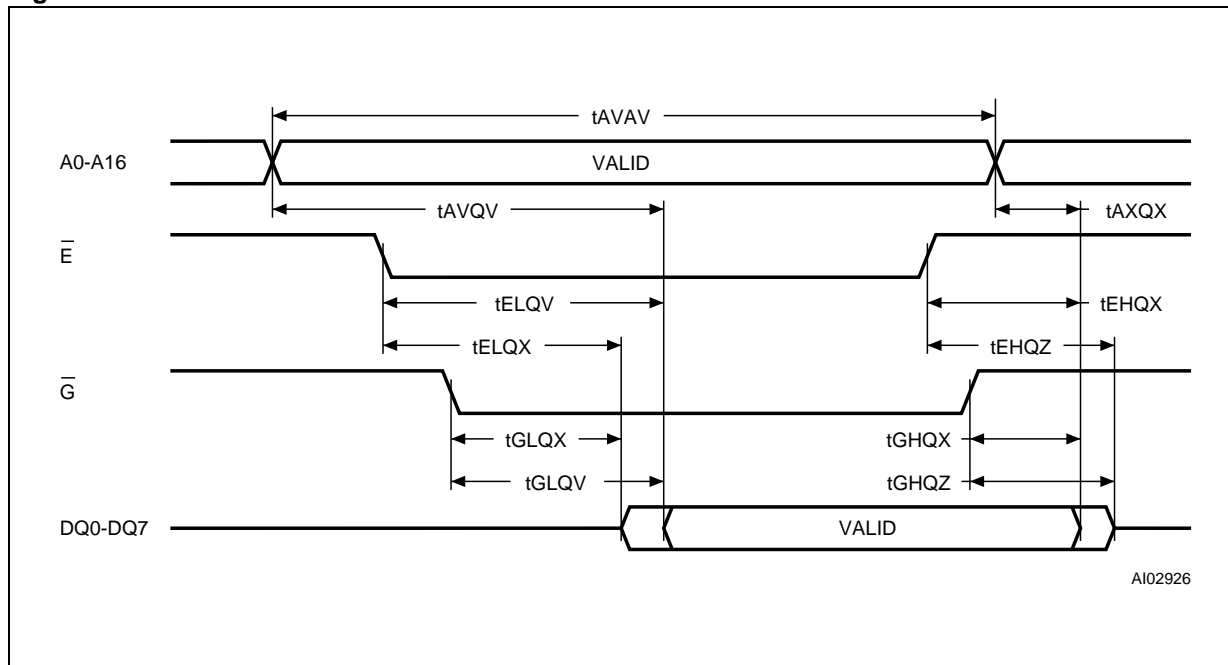 tAVAV
A0-A16
VALID
tAVQV
tAXQX
E
tELQV
tEHQX
tELQX
tEHQZ
G
tGLQX
tGHQX
tGLQV
tGHQZ
DQ0-DQ7
VALID
AI02926